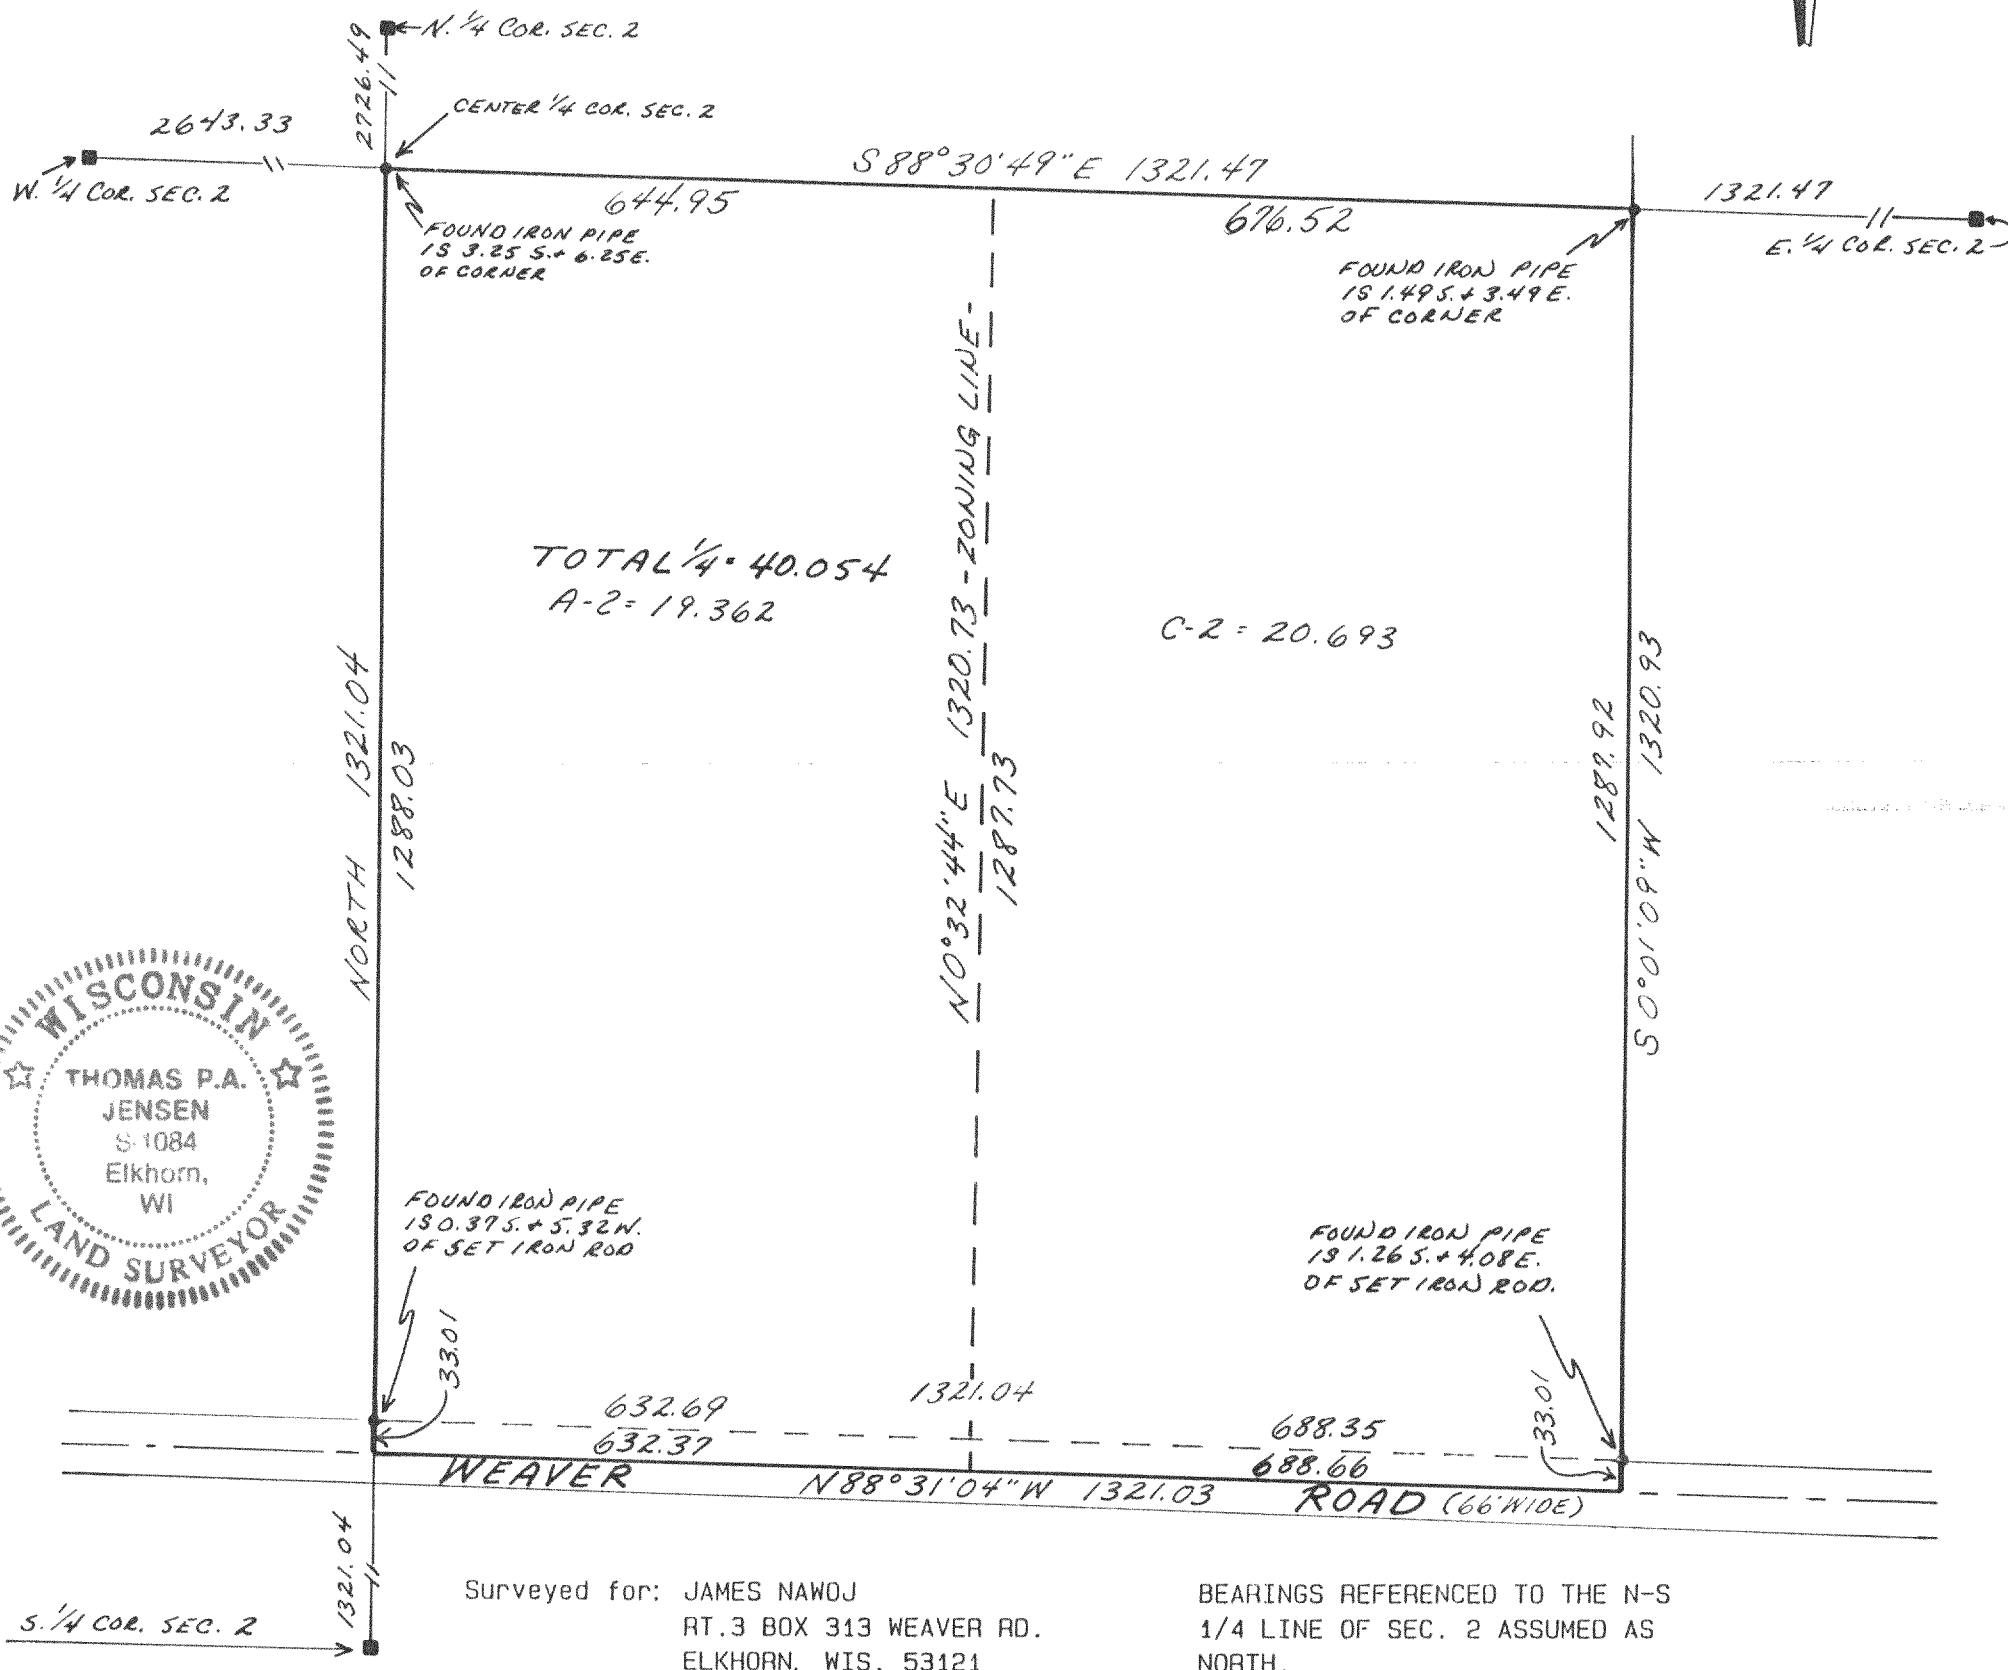 N. 1/4 COR. SEC. 2
2726.49
CENTER 1/4 COR. SEC. 2
2643.33
W. 1/4 COR. SEC. 2
S 88°30'49" E 1321.47
644.95
676.52
1321.47
E. 1/4 COR. SEC. 2
FOUND IRON PIPE
IS 3.25 S. + 6.25 E.
OF CORNER
FOUND IRON PIPE
IS 1.49 S. + 3.49 E.
OF CORNER
N 0°32'44" E 1320.73 - ZONING LINE -
1287.73
TOTAL 1/4 = 40.054
A-2 = 19.362
C-2 = 20.693
NORTH 1321.04
1288.03
1287.92
S 0°01'09" W 1320.93
WISCONSIN
THOMAS P.A.
JENSEN
S-1084
Elkhorn,
WI
LAND SURVEYOR
FOUND IRON PIPE
IS 0.37 S. + 5.32 W.
OF SET IRON ROD
FOUND IRON PIPE
IS 1.26 S. + 4.08 E.
OF SET IRON ROD.
33.01
33.01
632.69
1321.04
688.35
632.37
688.66
WEAVER ROAD (66' WIDE)
N 88°31'04" W 1321.03
1321.04
S. 1/4 COR. SEC. 2
Surveyed for: JAMES NAWOJ
RT.3 BOX 313 WEAVER RD.
ELKHORN, WIS. 53121
BEARINGS REFERENCED TO THE N-S
1/4 LINE OF SEC. 2 ASSUMED AS
NORTH.